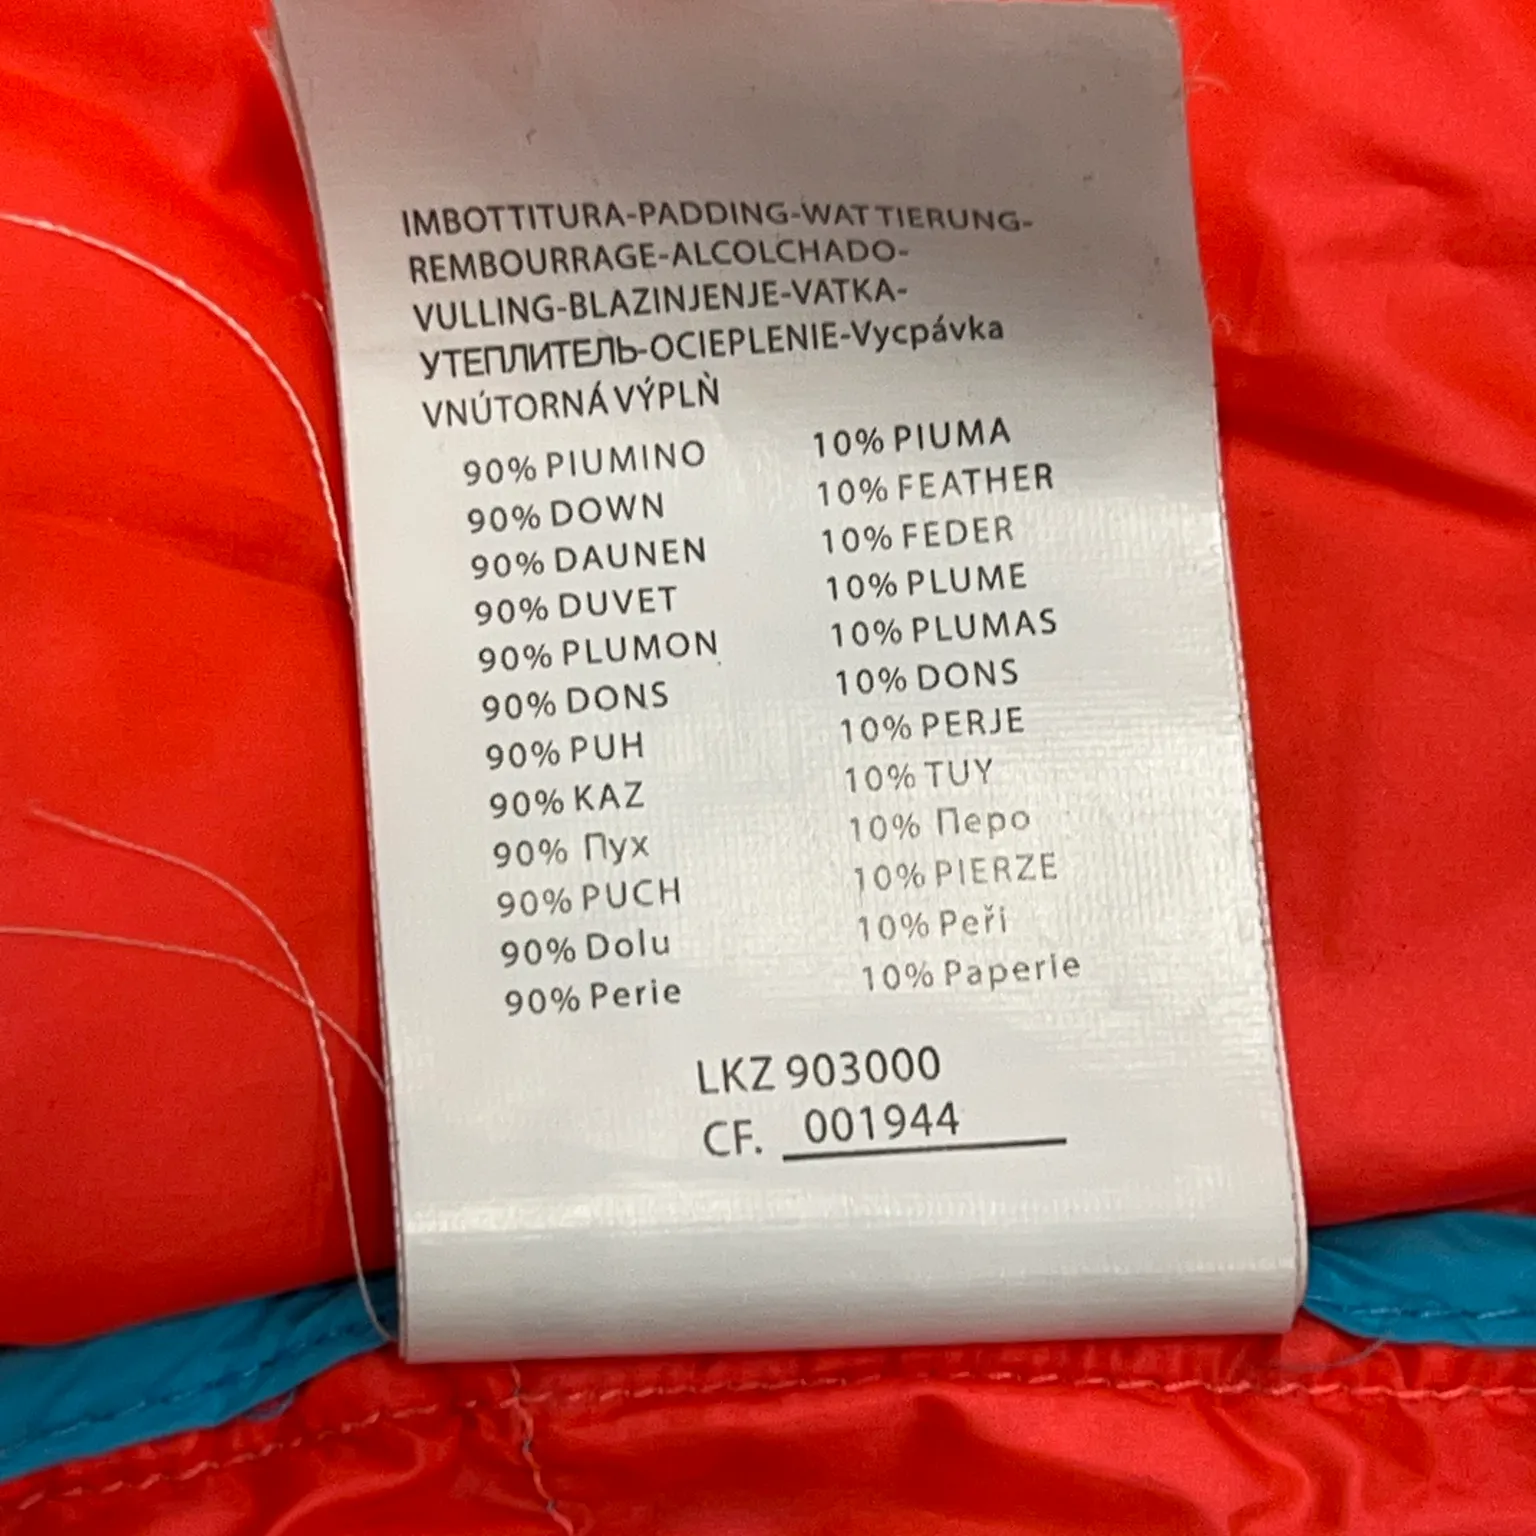 IMBOTTITURA-PADDING-WATTIERUNG-
REMBOURRAGE-ALCOLCHADO-
VULLING-BLAZINJENJE-VATKA-
УТЕПЛИТЕЛЬ-OCIEPLENIE-Vycpávka
VNÚTORNÁ VÝPLŇ
90% PIUMINO 10% PIUMA
90% DOWN 10% FEATHER
90% DAUNEN 10% FEDER
90% DUVET 10% PLUME
90% PLUMON 10% PLUMAS
90% DONS 10% DONS
90% PUH 10% PERJE
90% KAZ 10% TUY
90% Пух 10% Перо
90% PUCH 10% PIERZE
90% Dolu 10% Peři
90% Perie 10% Paperie
LKZ 903000
CF. 001944